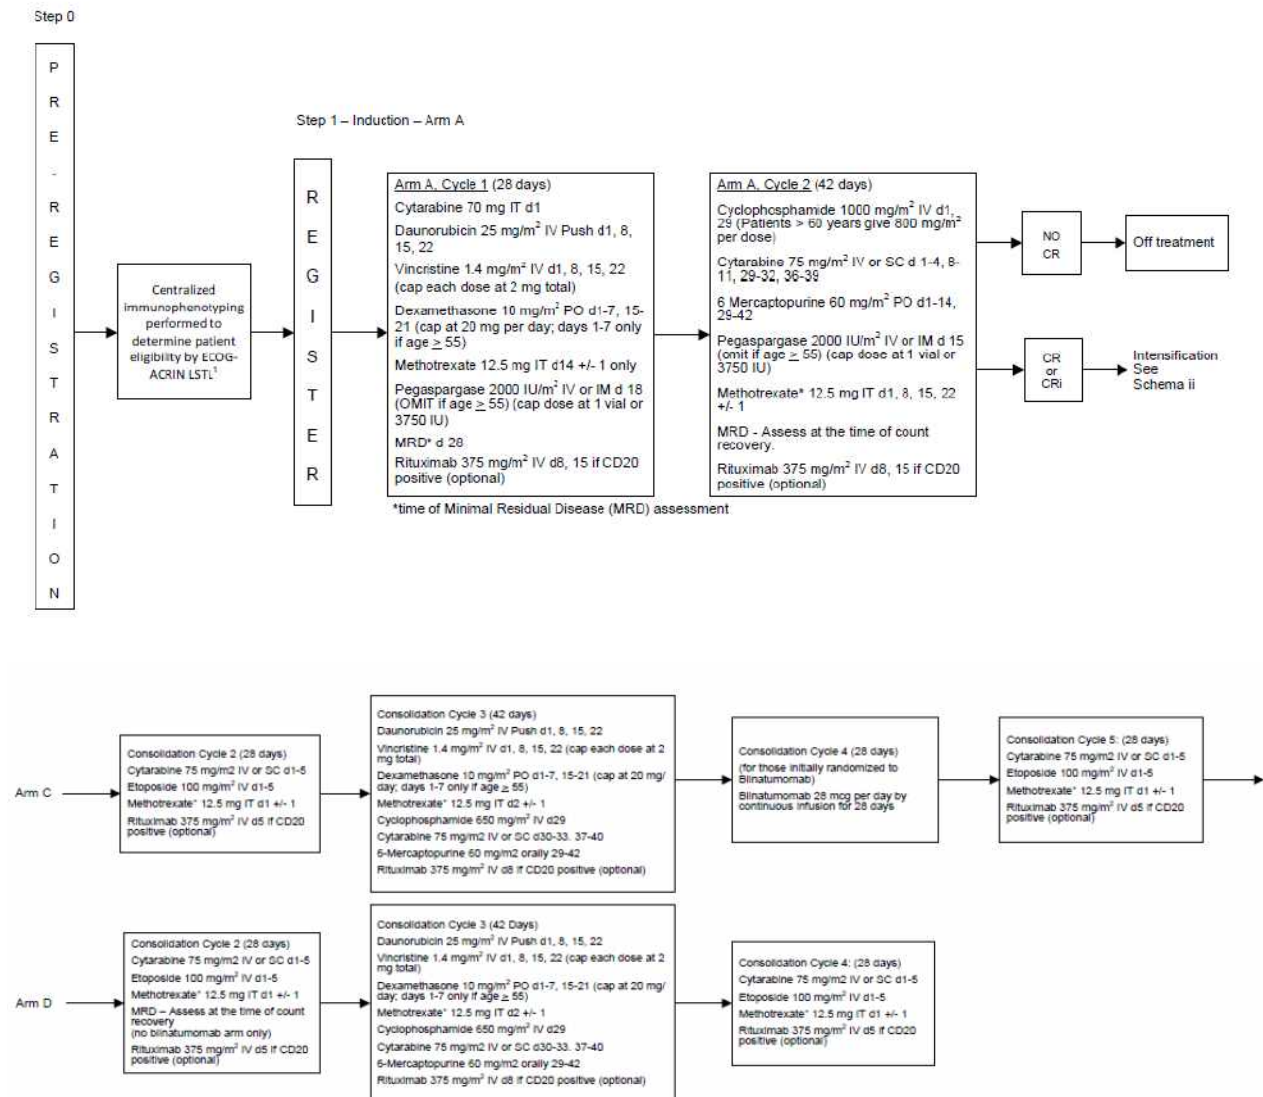 Step 0
P
R
E
-
R
E
G
I
S
T
R
A
T
I
O
N
Centralized
immunophenotyping
performed to
determine patient
eligibility by ECOG-
ACRIN LSTL¹
Step 1 – Induction – Arm A
R
E
G
I
S
T
E
R
Arm A, Cycle 1 (28 days)
Cytarabine 70 mg IT d1
Daunorubicin 25 mg/m² IV Push d1, 8,
15, 22
Vincristine 1.4 mg/m² IV d1, 8, 15, 22
(cap each dose at 2 mg total)
Dexamethasone 10 mg/m² PO d1-7, 15-
21 (cap at 20 mg per day; days 1-7 only
if age ≥ 55)
Methotrexate 12.5 mg IT d14 +/- 1 only
Pegaspargase 2000 IU/m² IV or IM d 18
(OMIT if age ≥ 55) (cap dose at 1 vial or
3750 IU)
MRD* d 28
Rituximab 375 mg/m² IV d8, 15 if CD20
positive (optional)
*time of Minimal Residual Disease (MRD) assessment
Arm A, Cycle 2 (42 days)
Cyclophosphamide 1000 mg/m² IV d1,
29 (Patients > 60 years give 800 mg/m²
per dose)
Cytarabine 75 mg/m² IV or SC d 1-4, 8-
11, 29-32, 36-39
6 Mercaptopurine 60 mg/m² PO d1-14,
29-42
Pegaspargase 2000 IU/m² IV or IM d 15
(omit if age ≥ 55) (cap dose at 1 vial or
3750 IU)
Methotrexate* 12.5 mg IT d1, 8, 15, 22
+/- 1
MRD - Assess at the time of count
recovery.
Rituximab 375 mg/m² IV d8, 15 if CD20
positive (optional)
NO
CR
Off treatment
CR
or
CRi
Intensification
See
Schema ii
Arm C
Consolidation Cycle 2 (28 days)
Cytarabine 75 mg/m2 IV or SC d1-5
Etoposide 100 mg/m² IV d1-5
Methotrexate* 12.5 mg IT d1 +/- 1
Rituximab 375 mg/m² IV d5 if CD20
positive (optional)
Consolidation Cycle 3 (42 days)
Daunorubicin 25 mg/m² IV Push d1, 8, 15, 22
Vincristine 1.4 mg/m² IV d1, 8, 15, 22 (cap each dose at 2
mg total)
Dexamethasone 10 mg/m² PO d1-7, 15-21 (cap at 20 mg/
day; days 1-7 only if age ≥ 55)
Methotrexate* 12.5 mg IT d2 +/- 1
Cyclophosphamide 650 mg/m² IV d29
Cytarabine 75 mg/m2 IV or SC d30-33. 37-40
6-Mercaptopurine 60 mg/m2 orally 29-42
Rituximab 375 mg/m² IV d8 if CD20 positive (optional)
Consolidation Cycle 4 (28 days)
(for those initially randomized to
Blinatumomab)
Blinatumomab 28 mcg per day by
continuous infusion for 28 days
Consolidation Cycle 5: (28 days)
Cytarabine 75 mg/m2 IV or SC d1-5
Etoposide 100 mg/m² IV d1-5
Methotrexate* 12.5 mg IT d1 +/- 1
Rituximab 375 mg/m² IV d5 if CD20
positive (optional)
Arm D
Consolidation Cycle 2 (28 days)
Cytarabine 75 mg/m2 IV or SC d1-5
Etoposide 100 mg/m² IV d1-5
Methotrexate* 12.5 mg IT d1 +/- 1
MRD – Assess at the time of count
recovery
(no blinatumomab arm only)
Rituximab 375 mg/m² IV d5 if CD20
positive (optional)
Consolidation Cycle 3 (42 Days)
Daunorubicin 25 mg/m² IV Push d1, 8, 15, 22
Vincristine 1.4 mg/m² IV d1, 8, 15, 22 (cap each dose at 2
mg total)
Dexamethasone 10 mg/m² PO d1-7, 15-21 (cap at 20 mg/
day; days 1-7 only if age ≥ 55)
Methotrexate* 12.5 mg IT d2 +/- 1
Cyclophosphamide 650 mg/m² IV d29
Cytarabine 75 mg/m² IV or SC d30-33. 37-40
6-Mercaptopurine 60 mg/m2 orally 29-42
Rituximab 375 mg/m² IV d8 if CD20 positive (optional)
Consolidation Cycle 4: (28 days)
Cytarabine 75 mg/m² IV or SC d1-5
Etoposide 100 mg/m² IV d1-5
Methotrexate* 12.5 mg IT d1 +/- 1
Rituximab 375 mg/m² IV d5 if CD20
positive (optional)